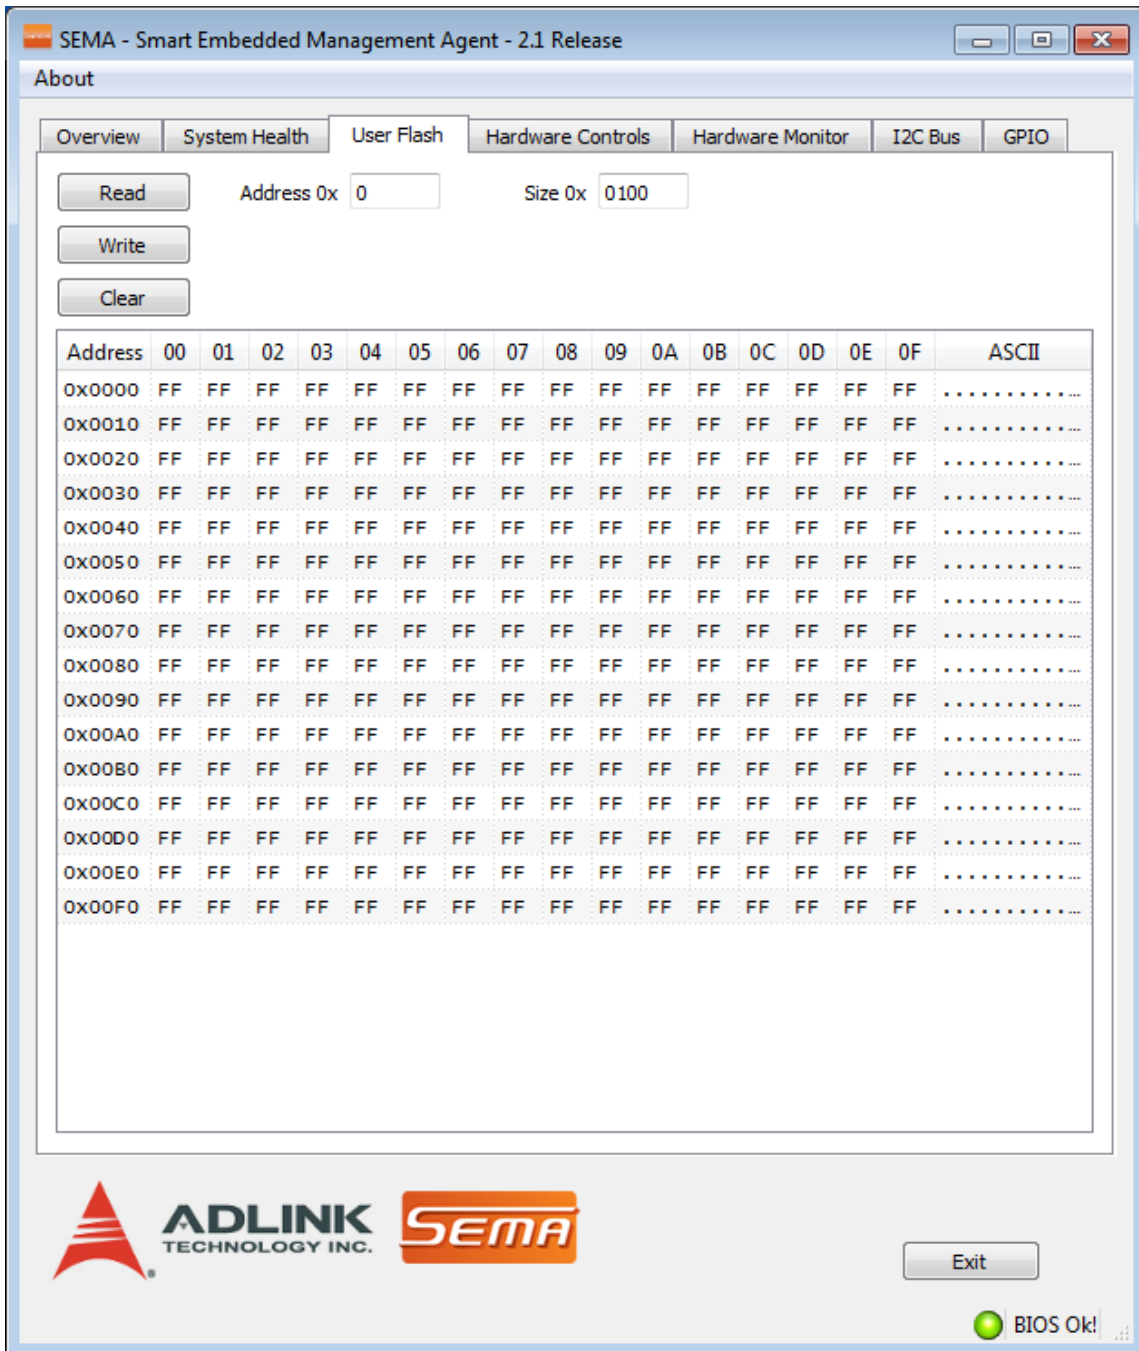 SEMA - Smart Embedded Management Agent - 2.1 Release
About
Overview System Health User Flash Hardware Controls Hardware Monitor I2C Bus GPIO
Read Address 0x 0 Size 0x 0100
Write
Clear
Address 00 01 02 03 04 05 06 07 08 09 0A 0B 0C 0D 0E 0F ASCII
0x0000 FF FF FF FF FF FF FF FF FF FF FF FF FF FF FF FF ..........…
0x0010 FF FF FF FF FF FF FF FF FF FF FF FF FF FF FF FF ..........…
0x0020 FF FF FF FF FF FF FF FF FF FF FF FF FF FF FF FF ..........…
0x0030 FF FF FF FF FF FF FF FF FF FF FF FF FF FF FF FF ..........…
0x0040 FF FF FF FF FF FF FF FF FF FF FF FF FF FF FF FF ..........…
0x0050 FF FF FF FF FF FF FF FF FF FF FF FF FF FF FF FF ..........…
0x0060 FF FF FF FF FF FF FF FF FF FF FF FF FF FF FF FF ..........…
0x0070 FF FF FF FF FF FF FF FF FF FF FF FF FF FF FF FF ..........…
0x0080 FF FF FF FF FF FF FF FF FF FF FF FF FF FF FF FF ..........…
0x0090 FF FF FF FF FF FF FF FF FF FF FF FF FF FF FF FF ..........…
0x00A0 FF FF FF FF FF FF FF FF FF FF FF FF FF FF FF FF ..........…
0x00B0 FF FF FF FF FF FF FF FF FF FF FF FF FF FF FF FF ..........…
0x00C0 FF FF FF FF FF FF FF FF FF FF FF FF FF FF FF FF ..........…
0x00D0 FF FF FF FF FF FF FF FF FF FF FF FF FF FF FF FF ..........…
0x00E0 FF FF FF FF FF FF FF FF FF FF FF FF FF FF FF FF ..........…
0x00F0 FF FF FF FF FF FF FF FF FF FF FF FF FF FF FF FF ..........…
ADLINK
TECHNOLOGY INC.
SEMA
Exit
BIOS Ok!